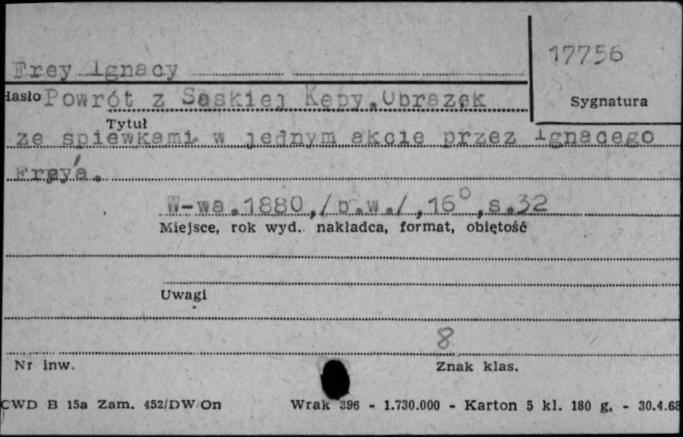 17756
Frey Ignacy
Hasło Powrót z Saskiej Kępy.Obrazek
Sygnatura
Tytuł
ze śpiewkami w jednym akcie przez Ignacego
Freyá.
W-wa.1880,/b.w./,16°,s.32
Miejsce, rok wyd. nakładca, format, objętość
Uwagi
8
Nr inw.
Znak klas.
CWD B 15a Zam. 452/DW/On Wrak 396 - 1.730.000 - Karton 5 kl. 180 g. - 30.4.68